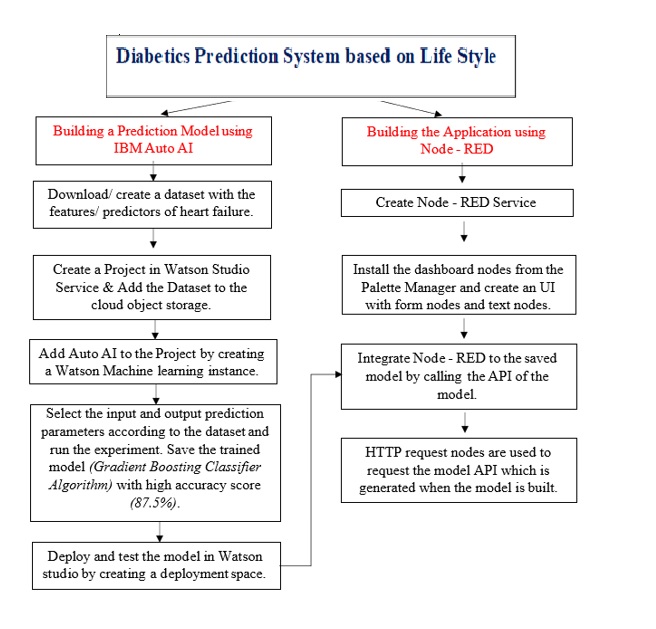 Diabetics Prediction System based on Life Style
Building a Prediction Model using
IBM Auto AI
Download/ create a dataset with the
features/ predictors of heart failure.
Create a Project in Watson Studio
Service & Add the Dataset to the
cloud object storage.
Add Auto AI to the Project by creating
a Watson Machine learning instance.
Select the input and output prediction
parameters according to the dataset and
run the experiment. Save the trained
model (Gradient Boosting Classifier
Algorithm) with high accuracy score
(87.5%).
Deploy and test the model in Watson
studio by creating a deployment space.
Building the Application using
Node - RED
Create Node - RED Service
Install the dashboard nodes from the
Palette Manager and create an UI
with form nodes and text nodes.
Integrate Node - RED to the saved
model by calling the API of the
model.
HTTP request nodes are used to
request the model API which is
generated when the model is built.